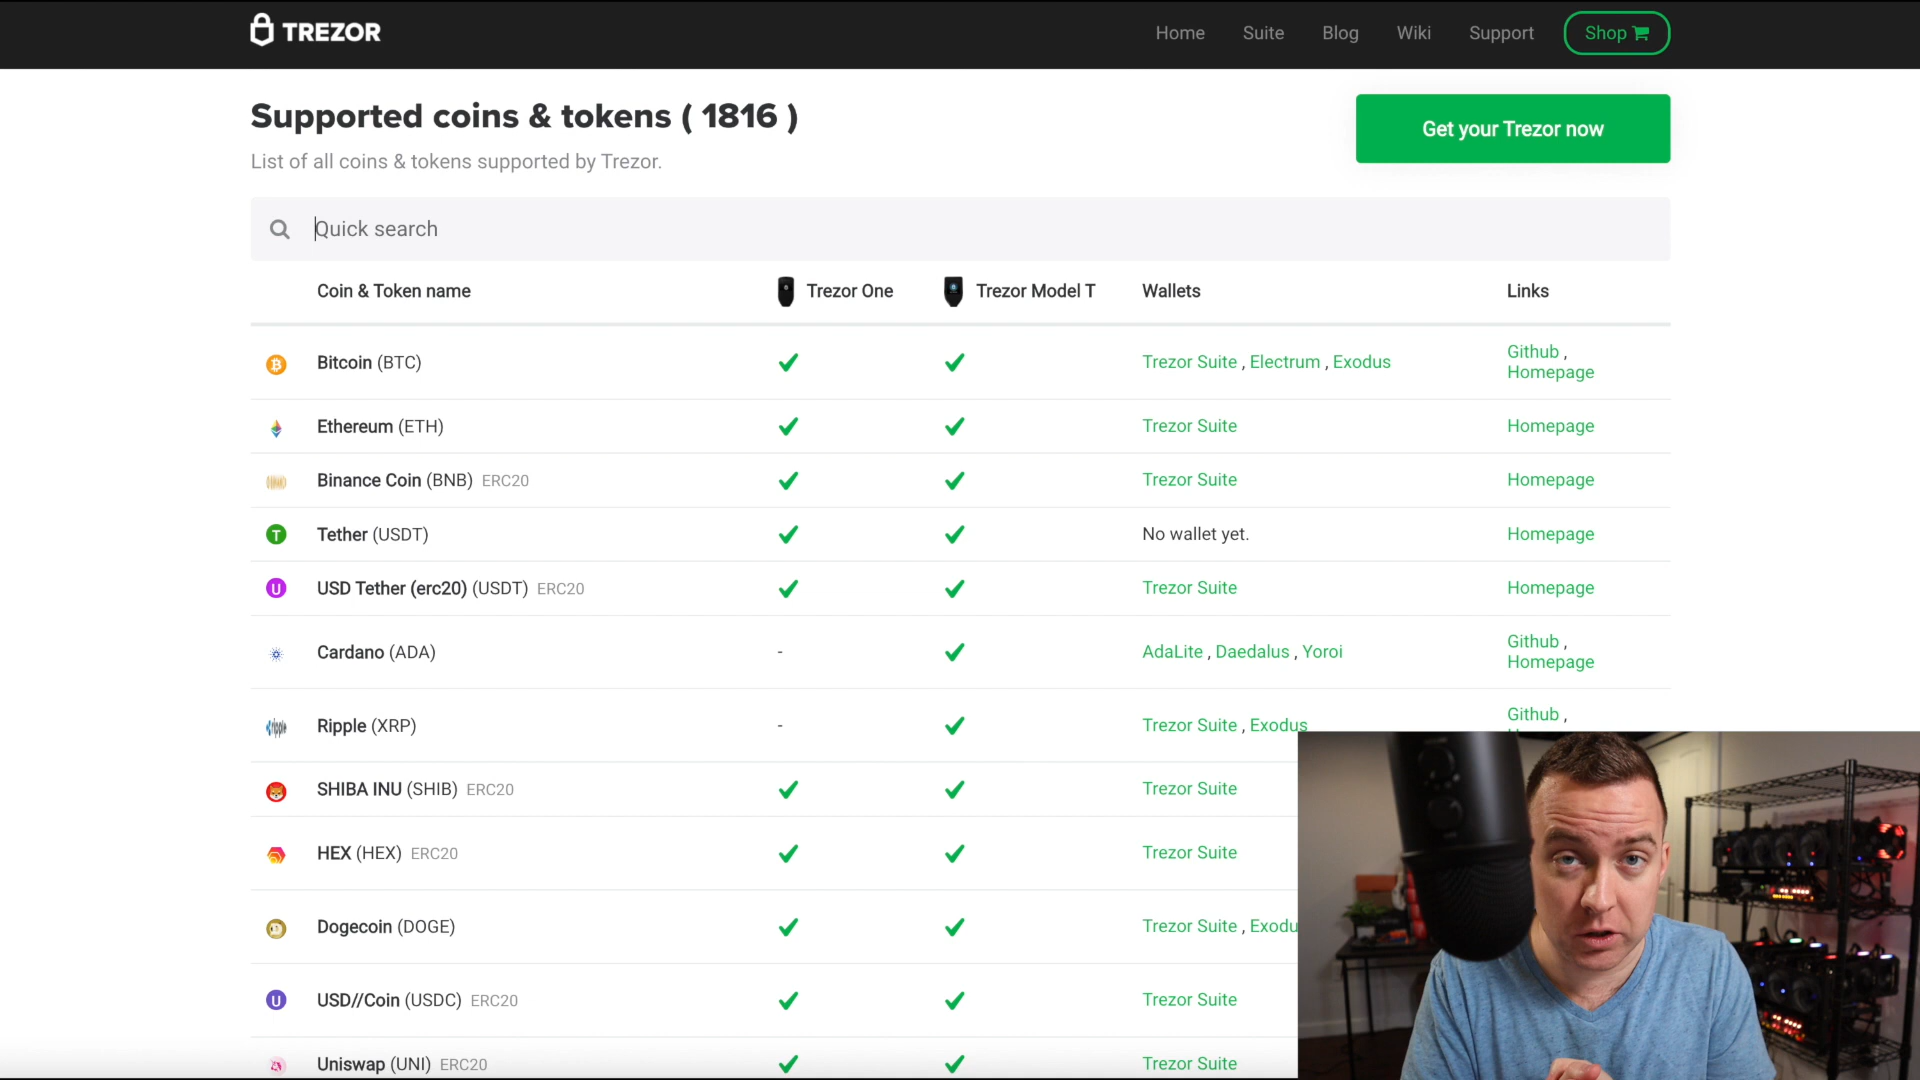 TREZOR
Home Suite Blog Wiki Support Shop
Supported coins & tokens ( 1816 )
Get your Trezor now
List of all coins & tokens supported by Trezor.
Quick search
Coin & Token name Trezor One Trezor Model T Wallets Links
Bitcoin (BTC) Trezor Suite , Electrum , Exodus Github ,
Homepage
Ethereum (ETH) Trezor Suite Homepage
Binance Coin (BNB) ERC20 Trezor Suite Homepage
Tether (USDT) No wallet yet. Homepage
USD Tether (erc20) (USDT) ERC20 Trezor Suite Homepage
Cardano (ADA) - AdaLite , Daedalus , Yoroi Github ,
Homepage
Ripple (XRP) - Trezor Suite , Exodus Github ,
SHIBA INU (SHIB) ERC20 Trezor Suite
HEX (HEX) ERC20 Trezor Suite
Dogecoin (DOGE) Trezor Suite , Exodu
USD//Coin (USDC) ERC20 Trezor Suite
Uniswap (UNI) ERC20 Trezor Suite